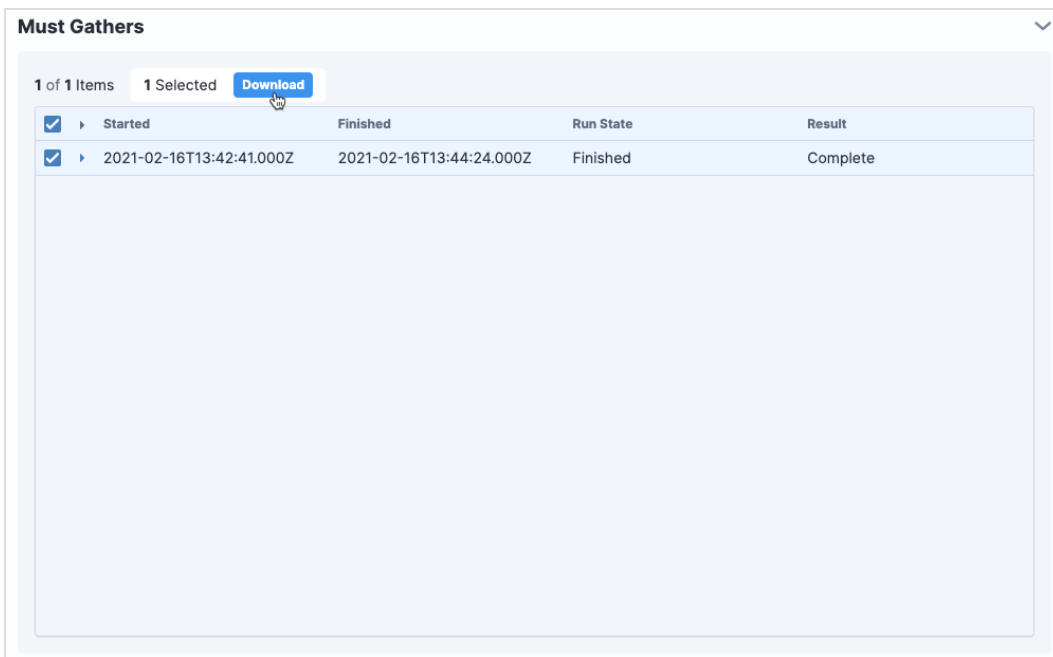 Must Gathers
1 of 1 Items 1 Selected Download
Started Finished Run State Result
2021-02-16T13:42:41.000Z 2021-02-16T13:44:24.000Z Finished Complete